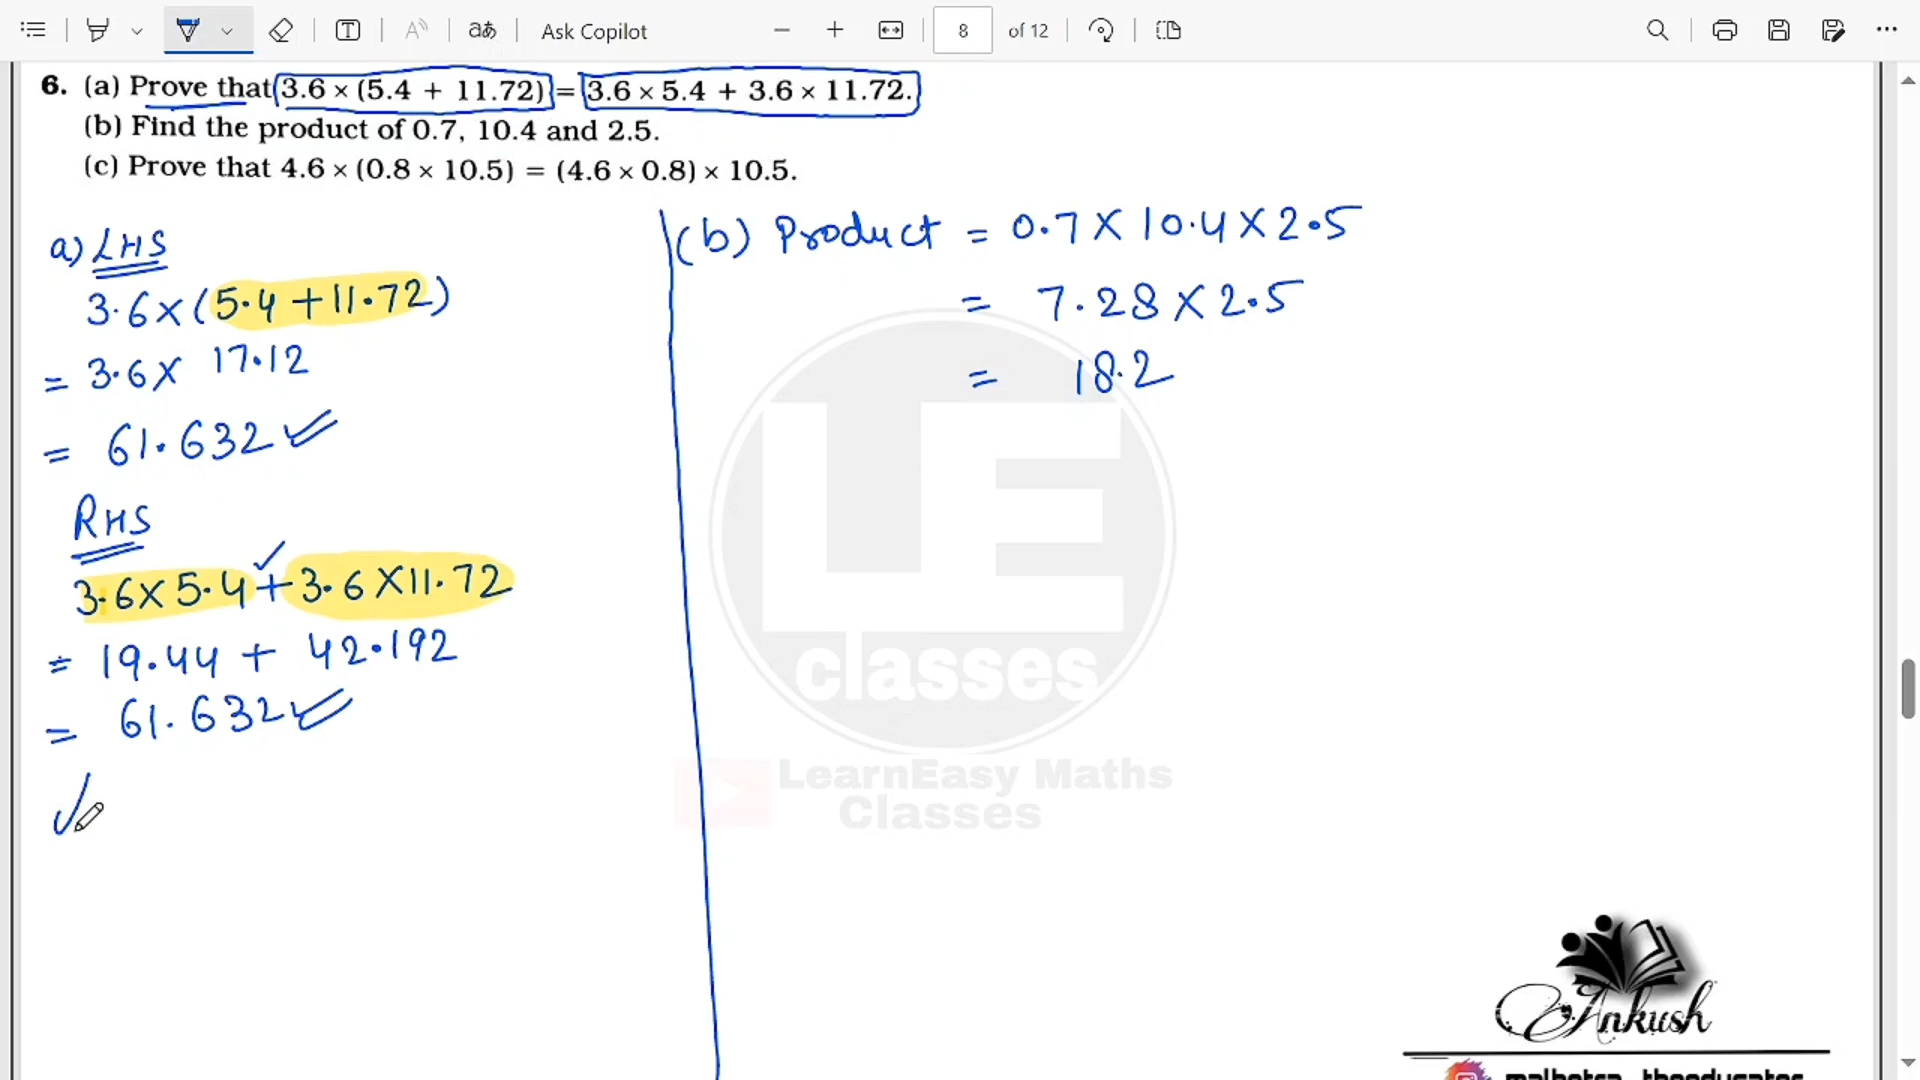 Ask Copilot
8 of 12
6. (a) Prove that 3.6 × (5.4 + 11.72) = 3.6 × 5.4 + 3.6 × 11.72.
(b) Find the product of 0.7, 10.4 and 2.5.
(c) Prove that 4.6 × (0.8 × 10.5) = (4.6 × 0.8) × 10.5.
a) LHS
3.6 × (5.4 + 11.72)
= 3.6 × 17.12
= 61.632
RHS
3.6 × 5.4 + 3.6 × 11.72
= 19.44 + 42.192
= 61.632
(b) Product = 0.7 × 10.4 × 2.5
= 7.28 × 2.5
= 18.2
LE
classes
LearnEasy Maths
Classes
Ankush